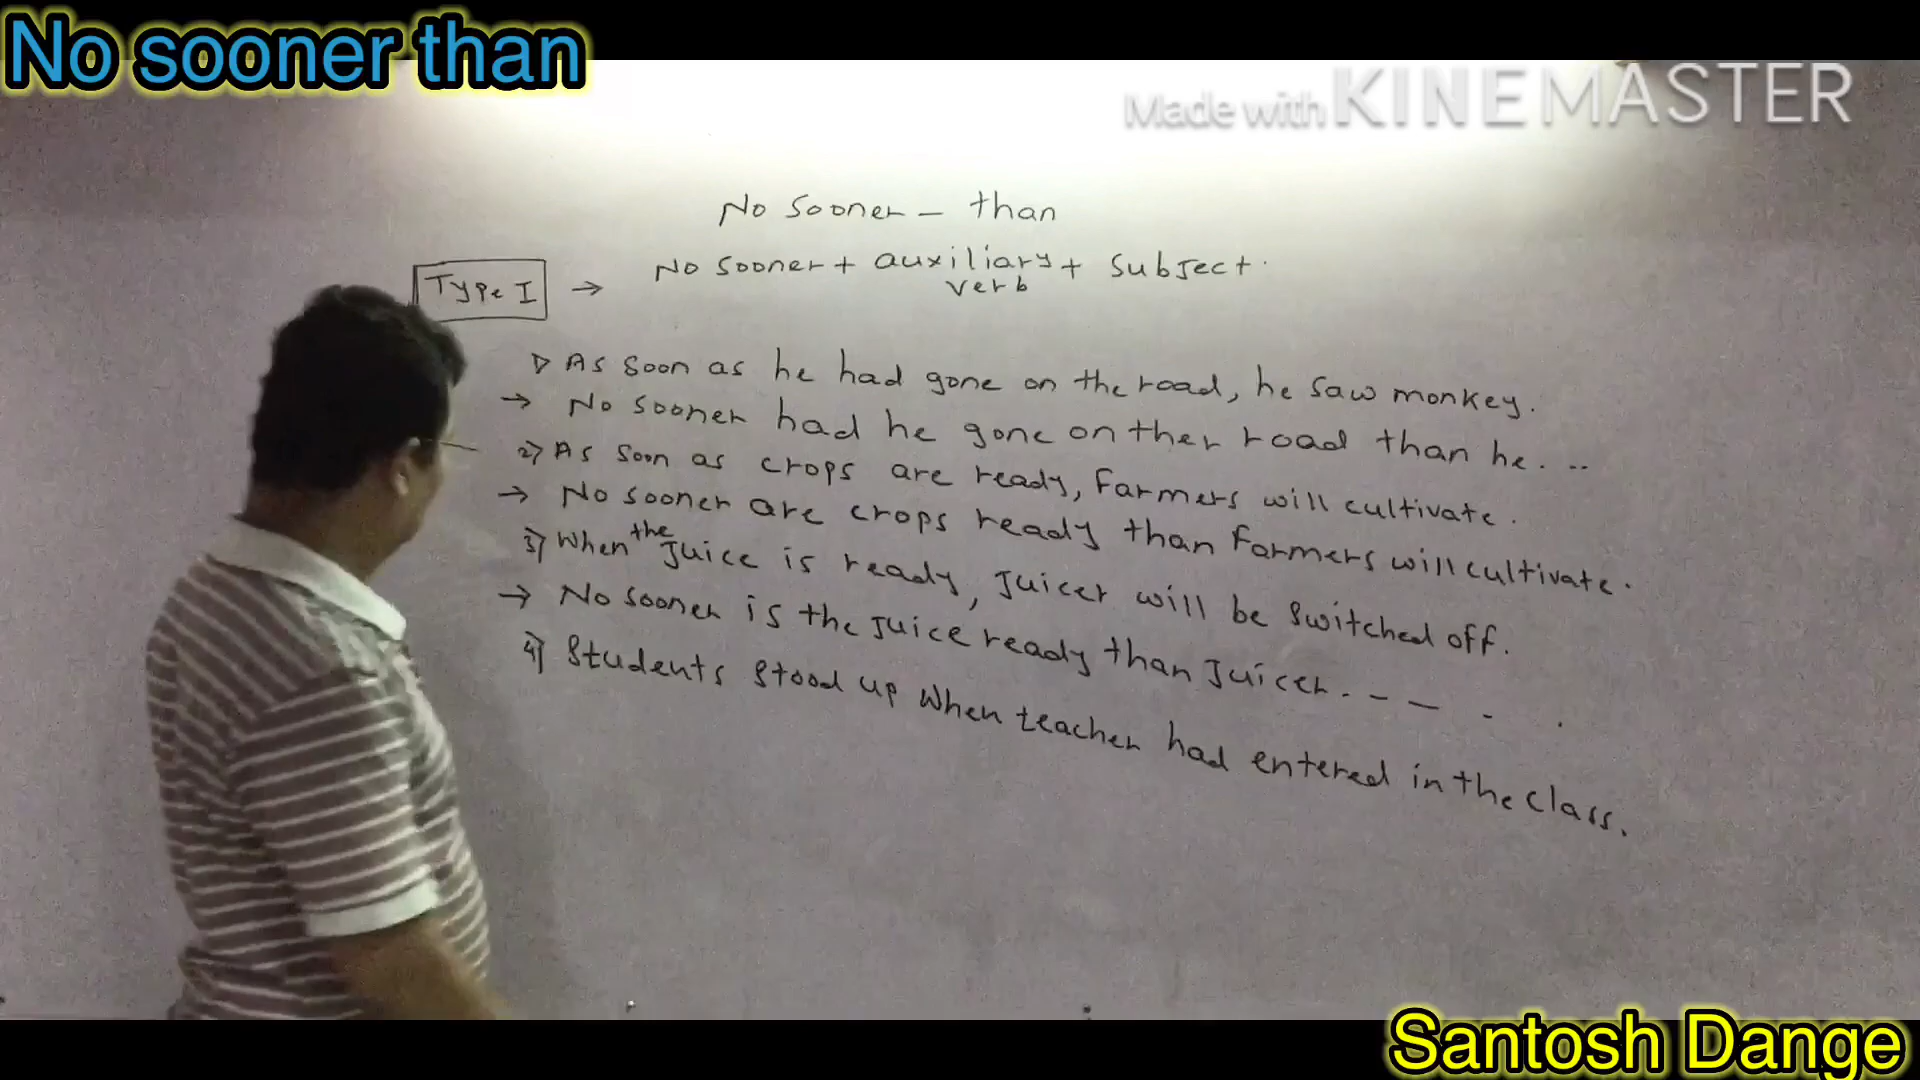 No sooner than
Made with KINEMASTER
No sooner - than
Type I → No sooner + auxiliary verb + subject.
1) As soon as he had gone on the road, he saw monkey.
→ No sooner had he gone on ther road than he. --
2) As soon as crops are ready, farmers will cultivate.
→ No sooner are crops ready than farmers will cultivate.
3) When the juice is ready, juicer will be switched off.
→ No sooner is the juice ready than juicer. - - - .
4) Students stood up when teacher had entered in the class.
Santosh Dange